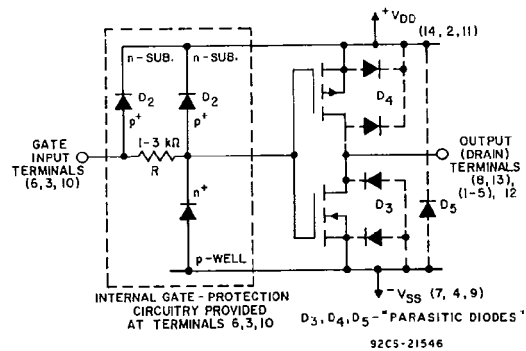 +VDD
(14, 2, 11)
n-SUB. n-SUB.
D2 D2
p+ p+
D4
GATE
INPUT
TERMINALS
(6, 3, 10)
1-3 kΩ
R
OUTPUT
(DRAIN)
TERMINALS
(8,13),
(1-5), 12
n+
D3
D5
p-WELL
-VSS (7, 4, 9)
INTERNAL GATE-PROTECTION
CIRCUITRY PROVIDED
AT TERMINALS 6,3,10
D3, D4, D5-"PARASITIC DIODES"
92CS-21546